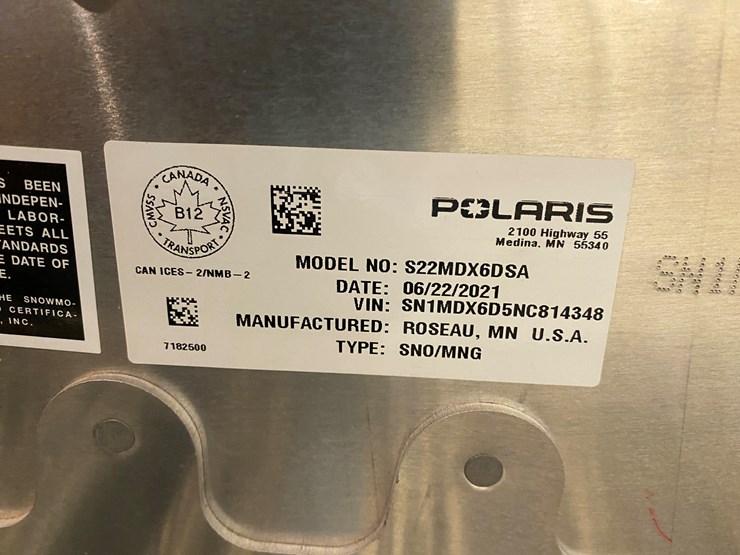 S BEEN
INDEPEN-
LABOR-
EETS ALL
TANDARDS
E DATE OF
E.
HE SNOWMO-
CERTIFICA-
, INC.
CANADA
CMVSS
B12
NSVAC
TRANSPORT
CAN ICES-2/NMB-2
7182500
POLARIS
2100 Highway 55
Medina, MN 55340
MODEL NO: S22MDX6DSA
DATE: 06/22/2021
VIN: SN1MDX6D5NC814348
MANUFACTURED: ROSEAU, MN U.S.A.
TYPE: SNO/MNG